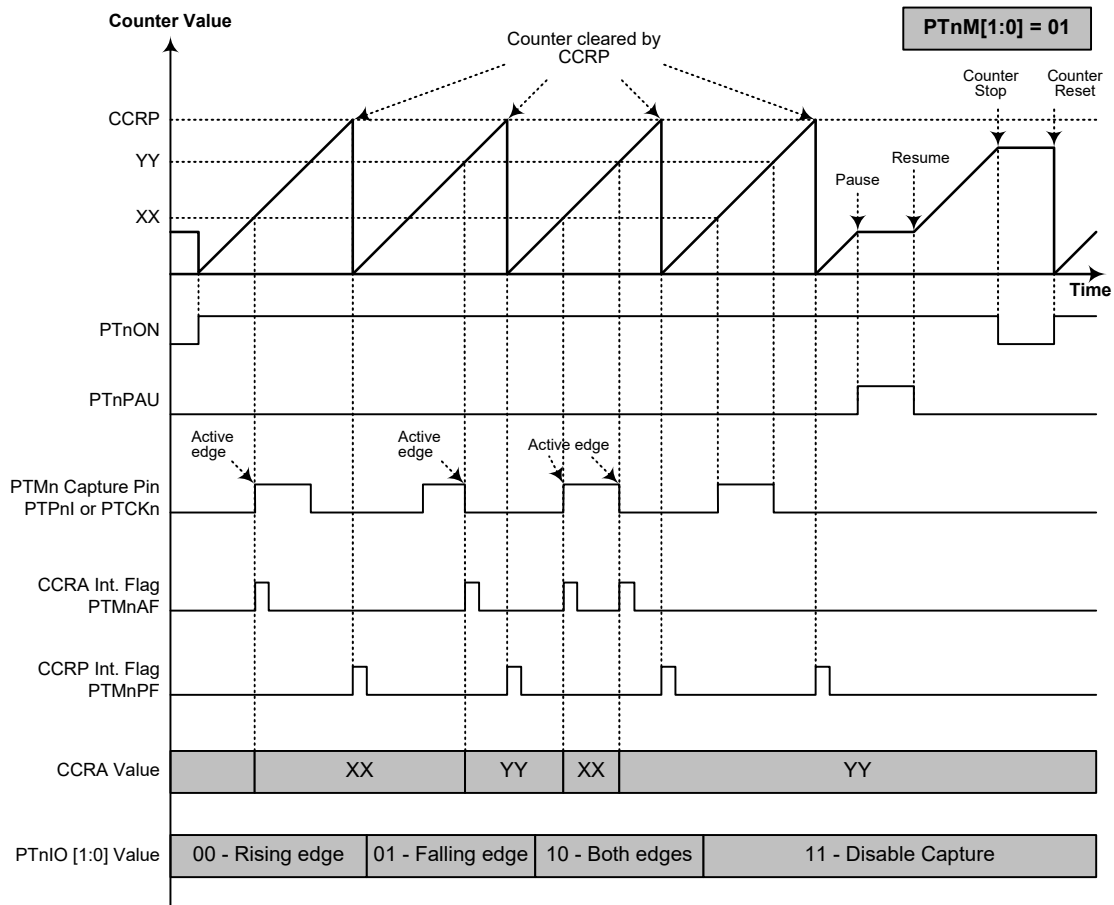 Counter Value
PTnM[1:0] = 01
Counter cleared by
CCRP
Counter
Stop
Counter
Reset
CCRP
YY
XX
Pause
Resume
Time
PTnON
PTnPAU
Active
edge
Active
edge
Active edge
PTMn Capture Pin
PTPnI or PTCKn
CCRA Int. Flag
PTMnAF
CCRP Int. Flag
PTMnPF
CCRA Value
XX
YY
XX
YY
PTnIO [1:0] Value
00 - Rising edge
01 - Falling edge
10 - Both edges
11 - Disable Capture